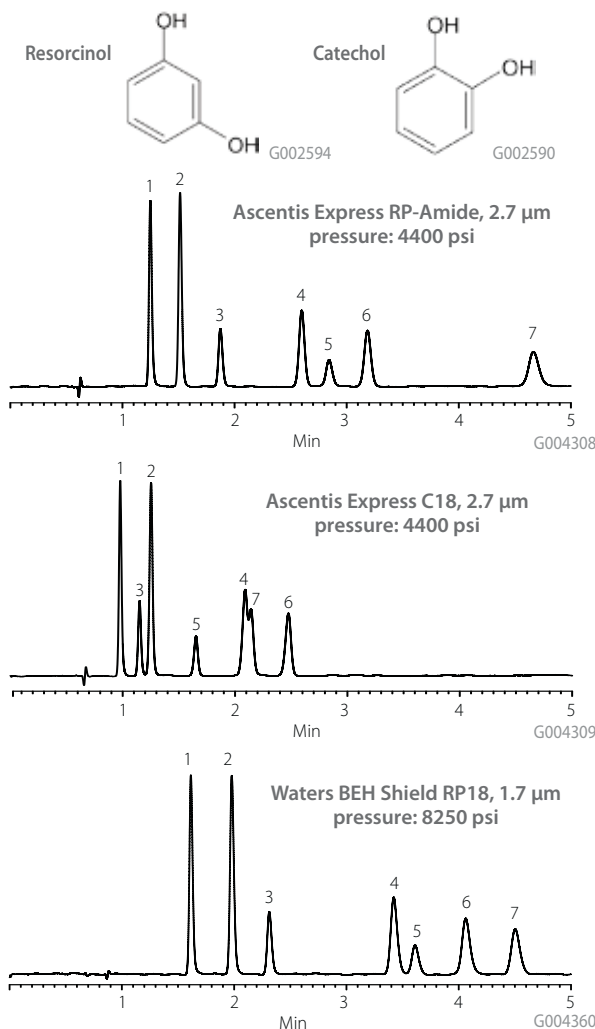 Resorcinol
OH
OH
G002594
Catechol
OH
OH
G002590
Ascentis Express RP-Amide, 2.7 µm
pressure: 4400 psi
1 2 3 4 5 6 7
1 2 3 4 5
Min
G004308
Ascentis Express C18, 2.7 µm
pressure: 4400 psi
1 3 2 5 4 7 6
1 2 3 4 5
Min
G004309
Waters BEH Shield RP18, 1.7 µm
pressure: 8250 psi
1 2 3 4 5 6 7
1 2 3 4 5
Min
G004360